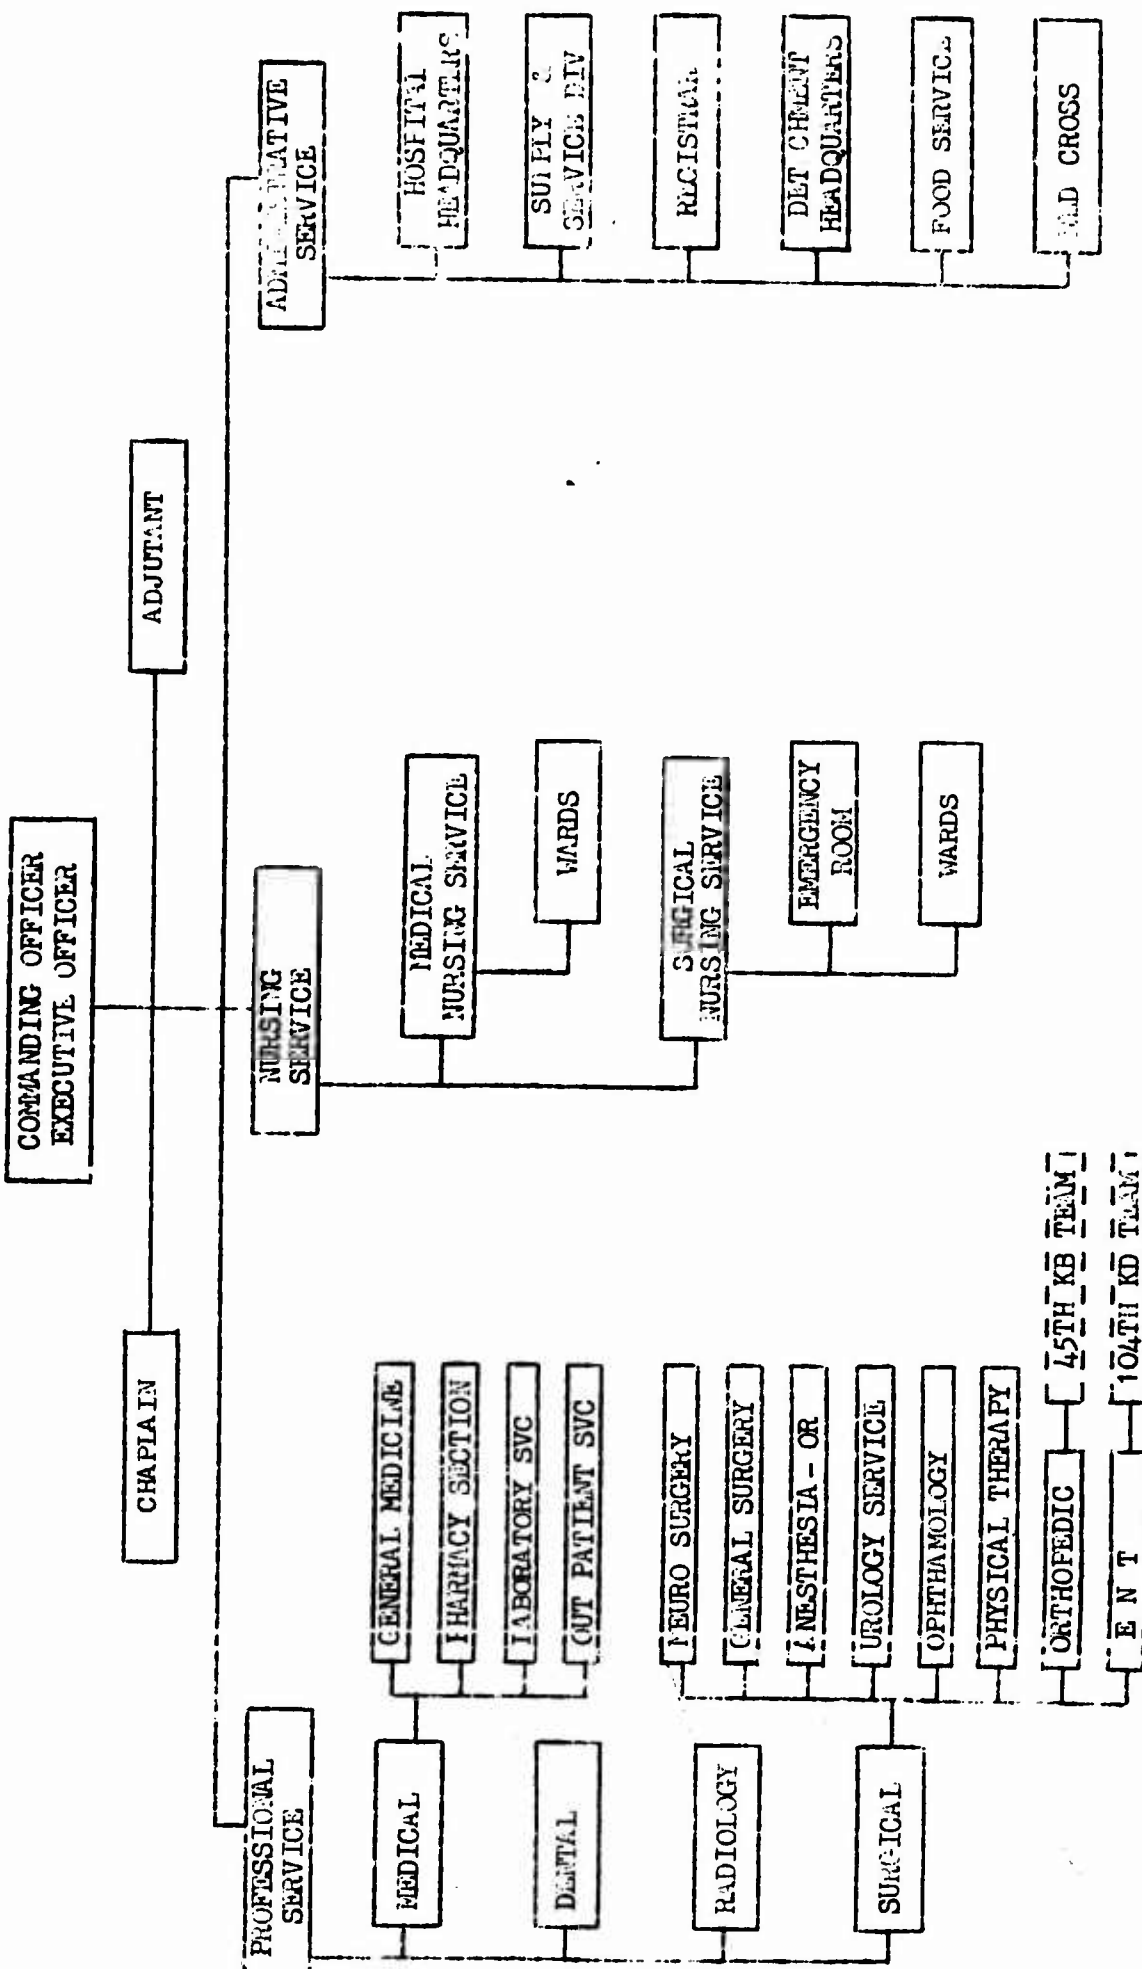 COMMANDING OFFICER
EXECUTIVE OFFICER
CHAPLAIN
ADJUTANT
PROFESSIONAL
SERVICE
NURSING
SERVICE
ADMINISTRATIVE
SERVICE
MEDICAL
GENERAL MEDICINE
PHARMACY SECTION
LABORATORY SVC
OUT PATIENT SVC
DENTAL
RADIOLOGY
SURGICAL
NEURO SURGERY
GENERAL SURGERY
ANESTHESIA - OR
UROLOGY SERVICE
OPHTHAMOLOGY
PHYSICAL THERAPY
ORTHOPEDIC
45TH KB TEAM
E N T
104TH KD TEAM
MEDICAL
NURSING SERVICE
WARDS
SURGICAL
NURSING SERVICE
EMERGENCY
ROOM
WARDS
HOSPITAL
HEADQUARTERS
SUPPLY &
SERVICE DIV
REGISTRAR
DETACHMENT
HEADQUARTERS
FOOD SERVICE
RED CROSS